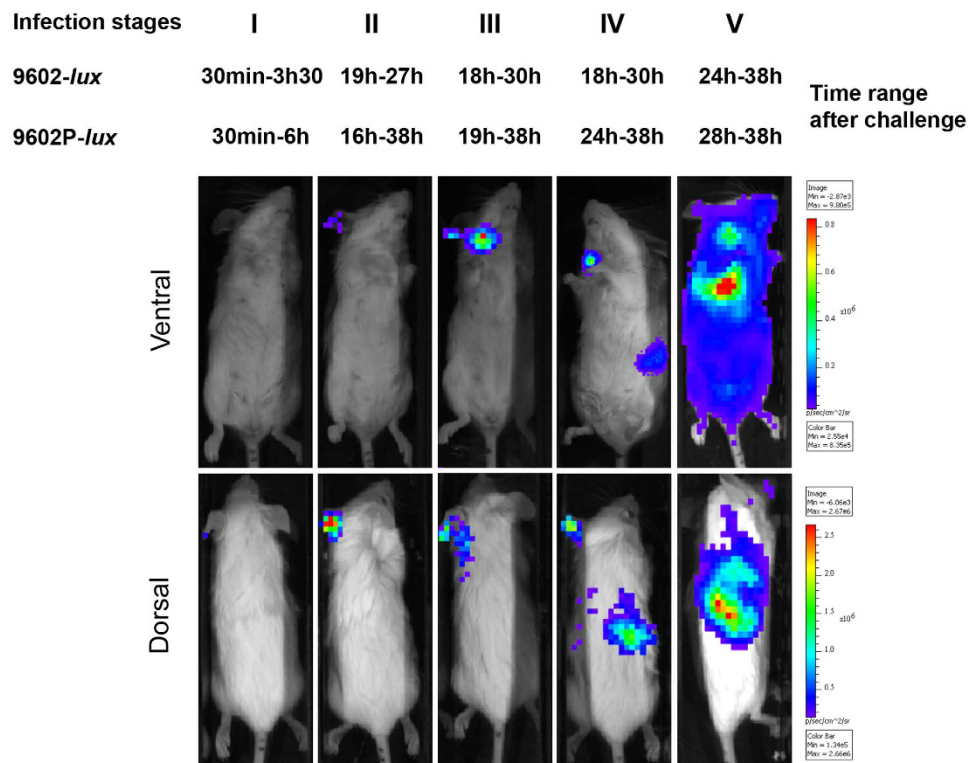 Infection stages I II III IV V
9602-lux 30min-3h30 19h-27h 18h-30h 18h-30h 24h-38h
Time range
after challenge
9602P-lux 30min-6h 16h-38h 19h-38h 24h-38h 28h-38h
Ventral
Image
Min = -2.87e3
Max = 9.80e5
0.8
0.6
x10^6
0.4
0.2
p/sec/cm^2/sr
Color Bar
Min = 2.55e4
Max = 8.35e5
Dorsal
Image
Min = -6.06e3
Max = 2.67e6
2.5
2.0
1.5
x10^6
1.0
0.5
p/sec/cm^2/sr
Color Bar
Min = 1.34e5
Max = 2.66e6